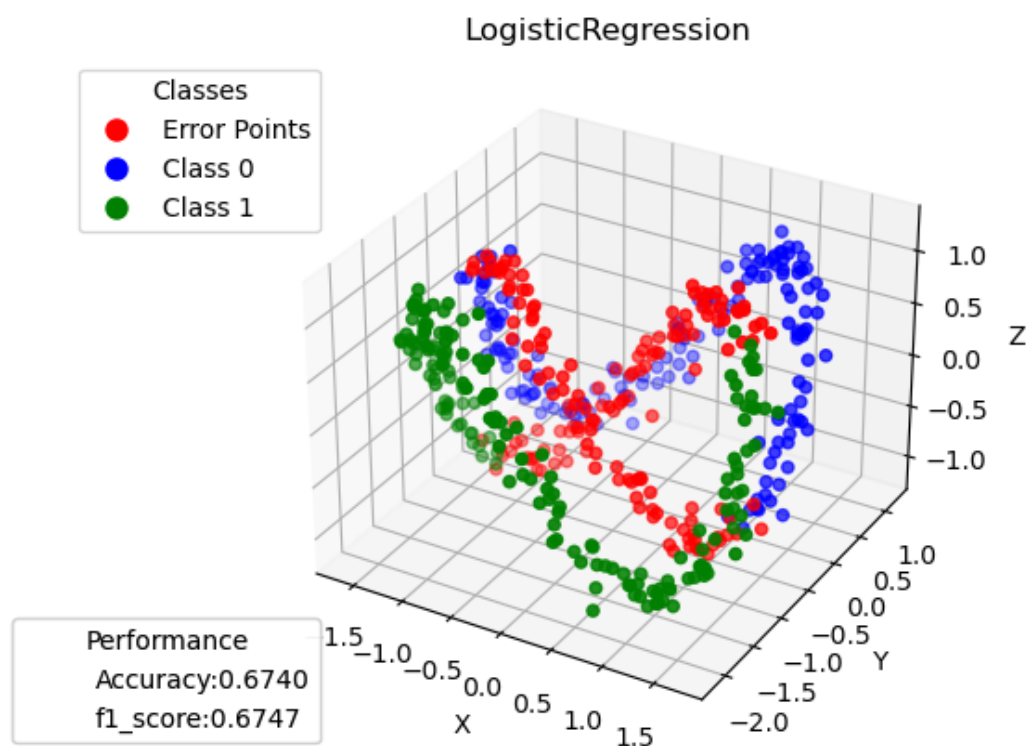 LogisticRegression
Classes
Error Points
Class 0
Class 1
1.0
0.5
0.0
−0.5
−1.0
Z
1.0
0.5
0.0
−0.5
−1.0
−1.5
−2.0
Y
1.5
−1.0
−0.5
0.0
0.5
1.0
1.5
X
Performance
Accuracy:0.6740
f1_score:0.6747